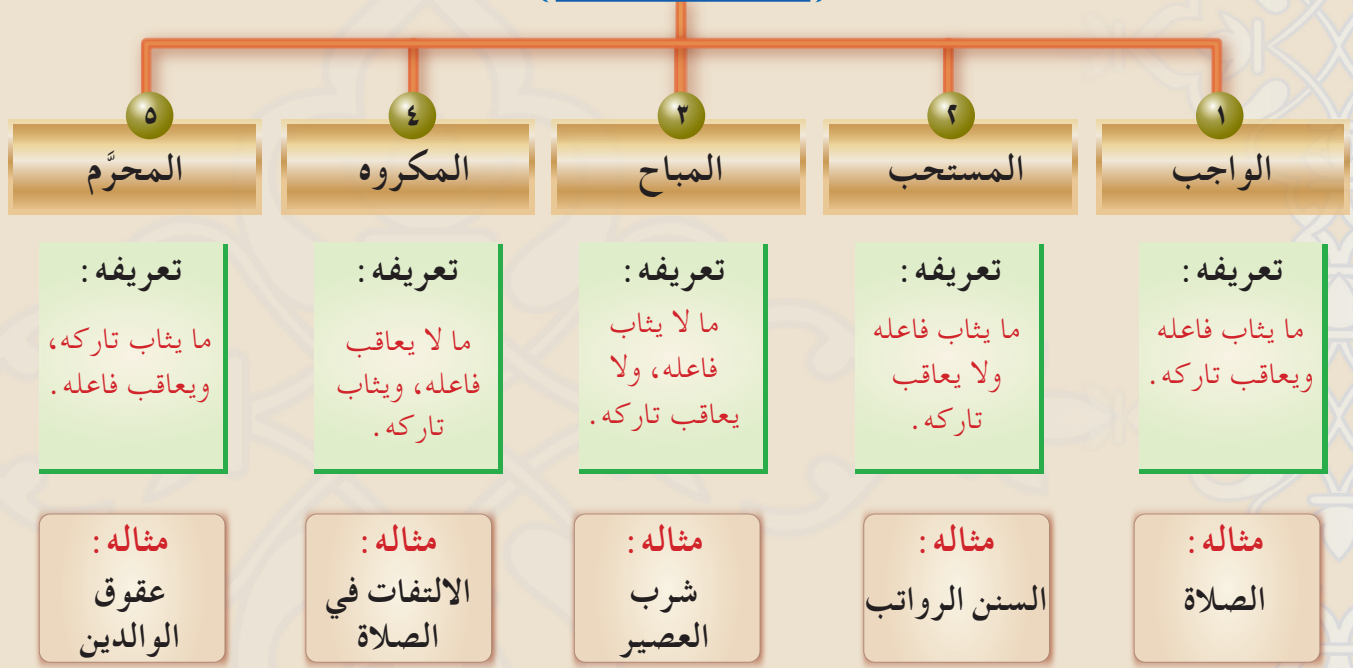 ١
الواجب
تعريفه:
ما يثاب فاعله
ويعاقب تاركه.
مثاله:
الصلاة
٢
المستحب
تعريفه:
ما يثاب فاعله
ولا يعاقب
تاركه.
مثاله:
السنن الرواتب
٣
المباح
تعريفه:
ما لا يثاب
فاعله، ولا
يعاقب تاركه.
مثاله:
شرب
العصير
٤
المكروه
تعريفه:
ما لا يعاقب
فاعله، ويثاب
تاركه.
مثاله:
الالتفات في
الصلاة
٥
المحرَّم
تعريفه:
ما يثاب تاركه،
ويعاقب فاعله.
مثاله:
عقوق
الوالدين